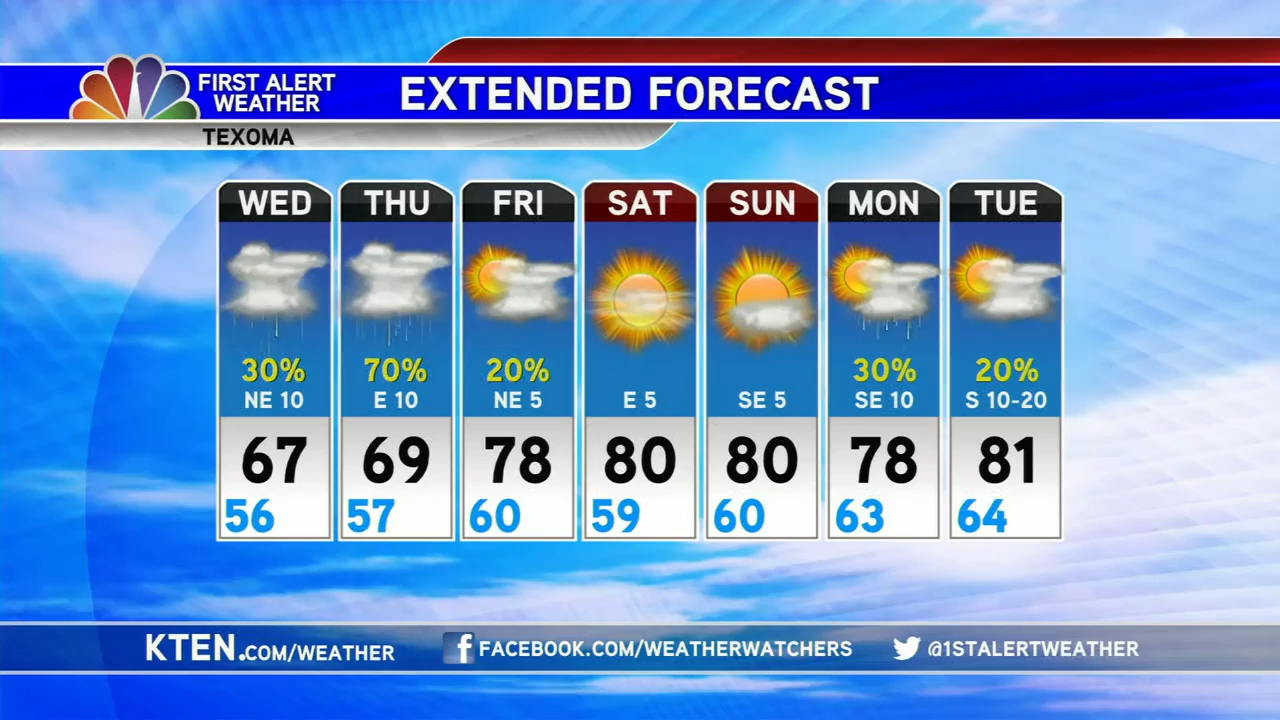 FIRST ALERT
WEATHER
EXTENDED FORECAST
TEXOMA
WED THU FRI SAT SUN MON TUE
30% 70% 20% 30% 20%
NE 10 E 10 NE 5 E 5 SE 5 SE 10 S 10-20
67 69 78 80 80 78 81
56 57 60 59 60 63 64
KTEN.COM/WEATHER f FACEBOOK.COM/WEATHERWATCHERS @1STALERTWEATHER